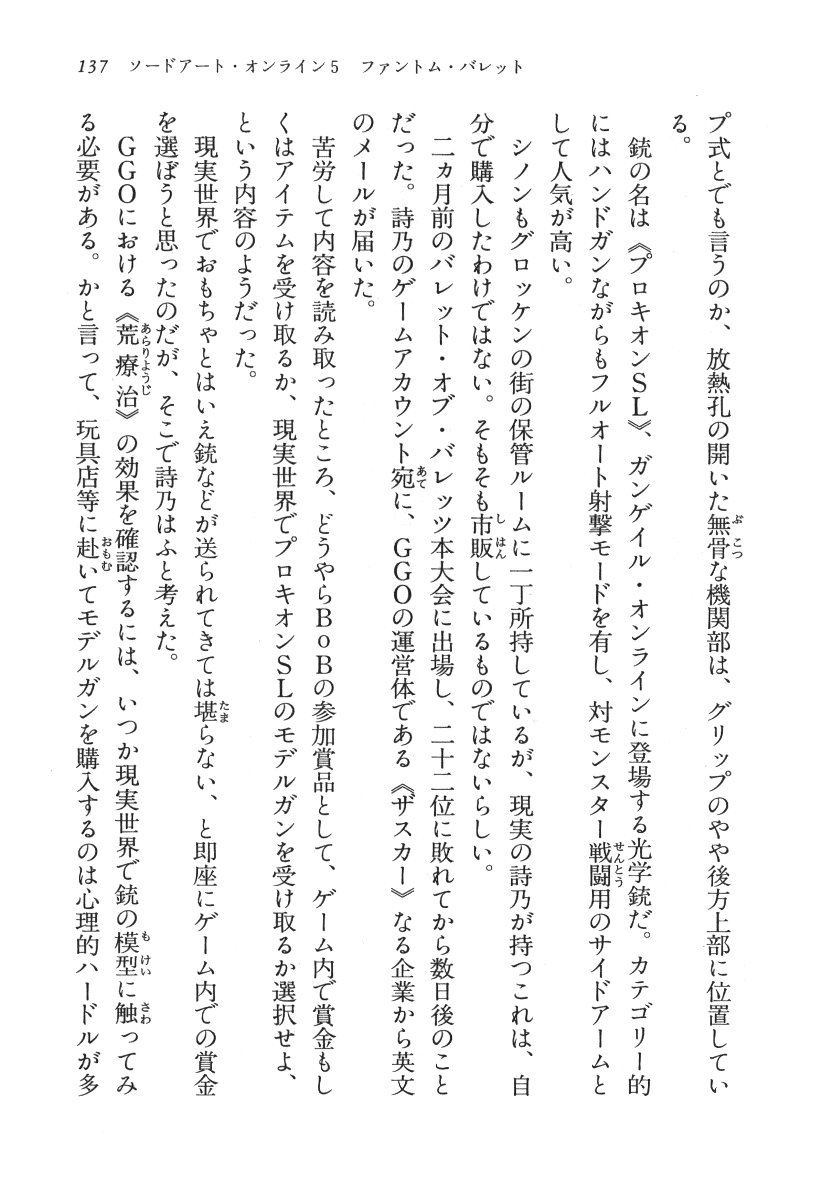 137　ソードアート・オンライン5　ファントム・バレット
プ式とでも言うのか、放熱孔の開いた無骨な機関部は、グリップのやや後方上部に位置してい
る。
　銃の名は《プロキオンSL》、ガンゲイル・オンラインに登場する光学銃だ。カテゴリー的
にはハンドガンながらもフルオート射撃モードを有し、対モンスター戦闘用のサイドアームと
して人気が高い。
　シノンもグロッケンの街の保管ルームに一丁所持しているが、現実の詩乃が持つこれは、自
分で購入したわけではない。そもそも市販しているものではないらしい。
　二カ月前のバレット・オブ・バレッツ本大会に出場し、二十二位に敗れてから数日後のこと
だった。詩乃のゲームアカウント宛に、GGOの運営体である《ザスカー》なる企業から英文
のメールが届いた。
　苦労して内容を読み取ったところ、どうやらBoBの参加賞品として、ゲーム内で賞金もし
くはアイテムを受け取るか、現実世界でプロキオンSLのモデルガンを受け取るか選択せよ、
という内容のようだった。
　現実世界でおもちゃとはいえ銃などが送られてきては堪らない、と即座にゲーム内での賞金
を選ぼうと思ったのだが、そこで詩乃はふと考えた。
　GGOにおける《荒療治》の効果を確認するには、いつか現実世界で銃の模型に触ってみ
る必要がある。かと言って、玩具店等に赴いてモデルガンを購入するのは心理的ハードルが多